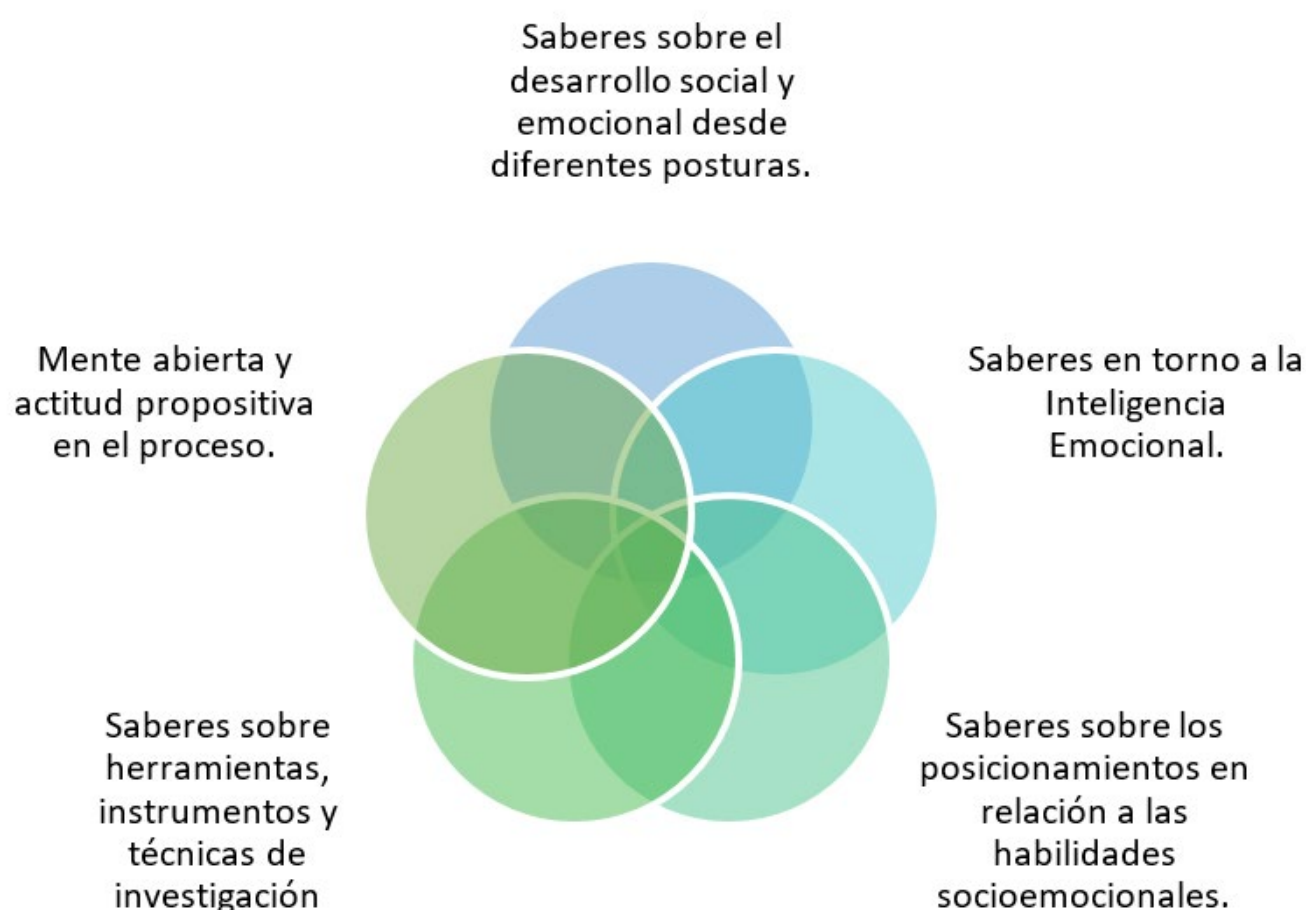 Saberes sobre el
desarrollo social y
emocional desde
diferentes posturas.
Mente abierta y
actitud propositiva
en el proceso.
Saberes en torno a la
Inteligencia
Emocional.
Saberes sobre
herramientas,
instrumentos y
técnicas de
investigación
Saberes sobre los
posicionamientos en
relación a las
habilidades
socioemocionales.